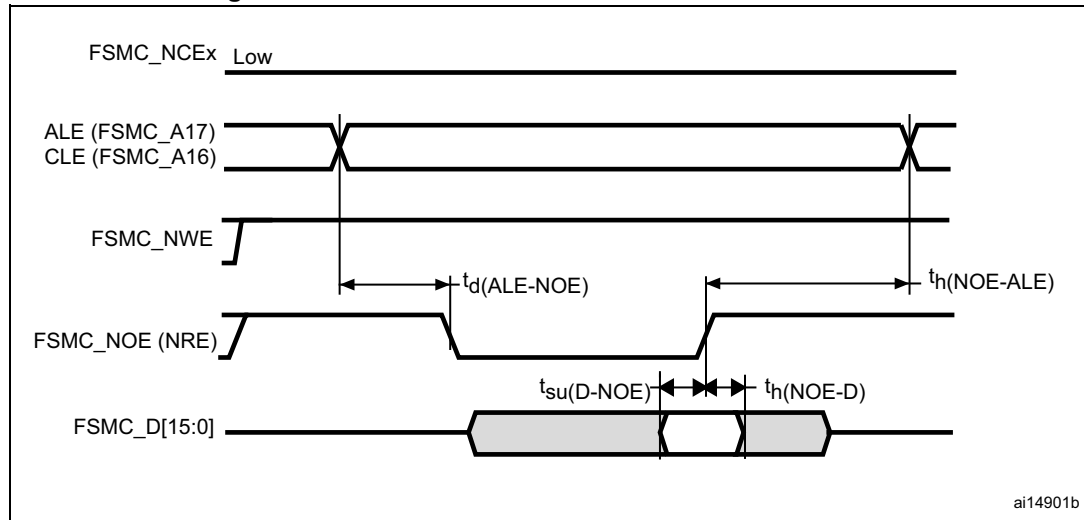 FSMC_NCEx Low
ALE (FSMC_A17)
CLE (FSMC_A16)
FSMC_NWE
td(ALE-NOE)
th(NOE-ALE)
FSMC_NOE (NRE)
tsu(D-NOE)
th(NOE-D)
FSMC_D[15:0]
ai14901b